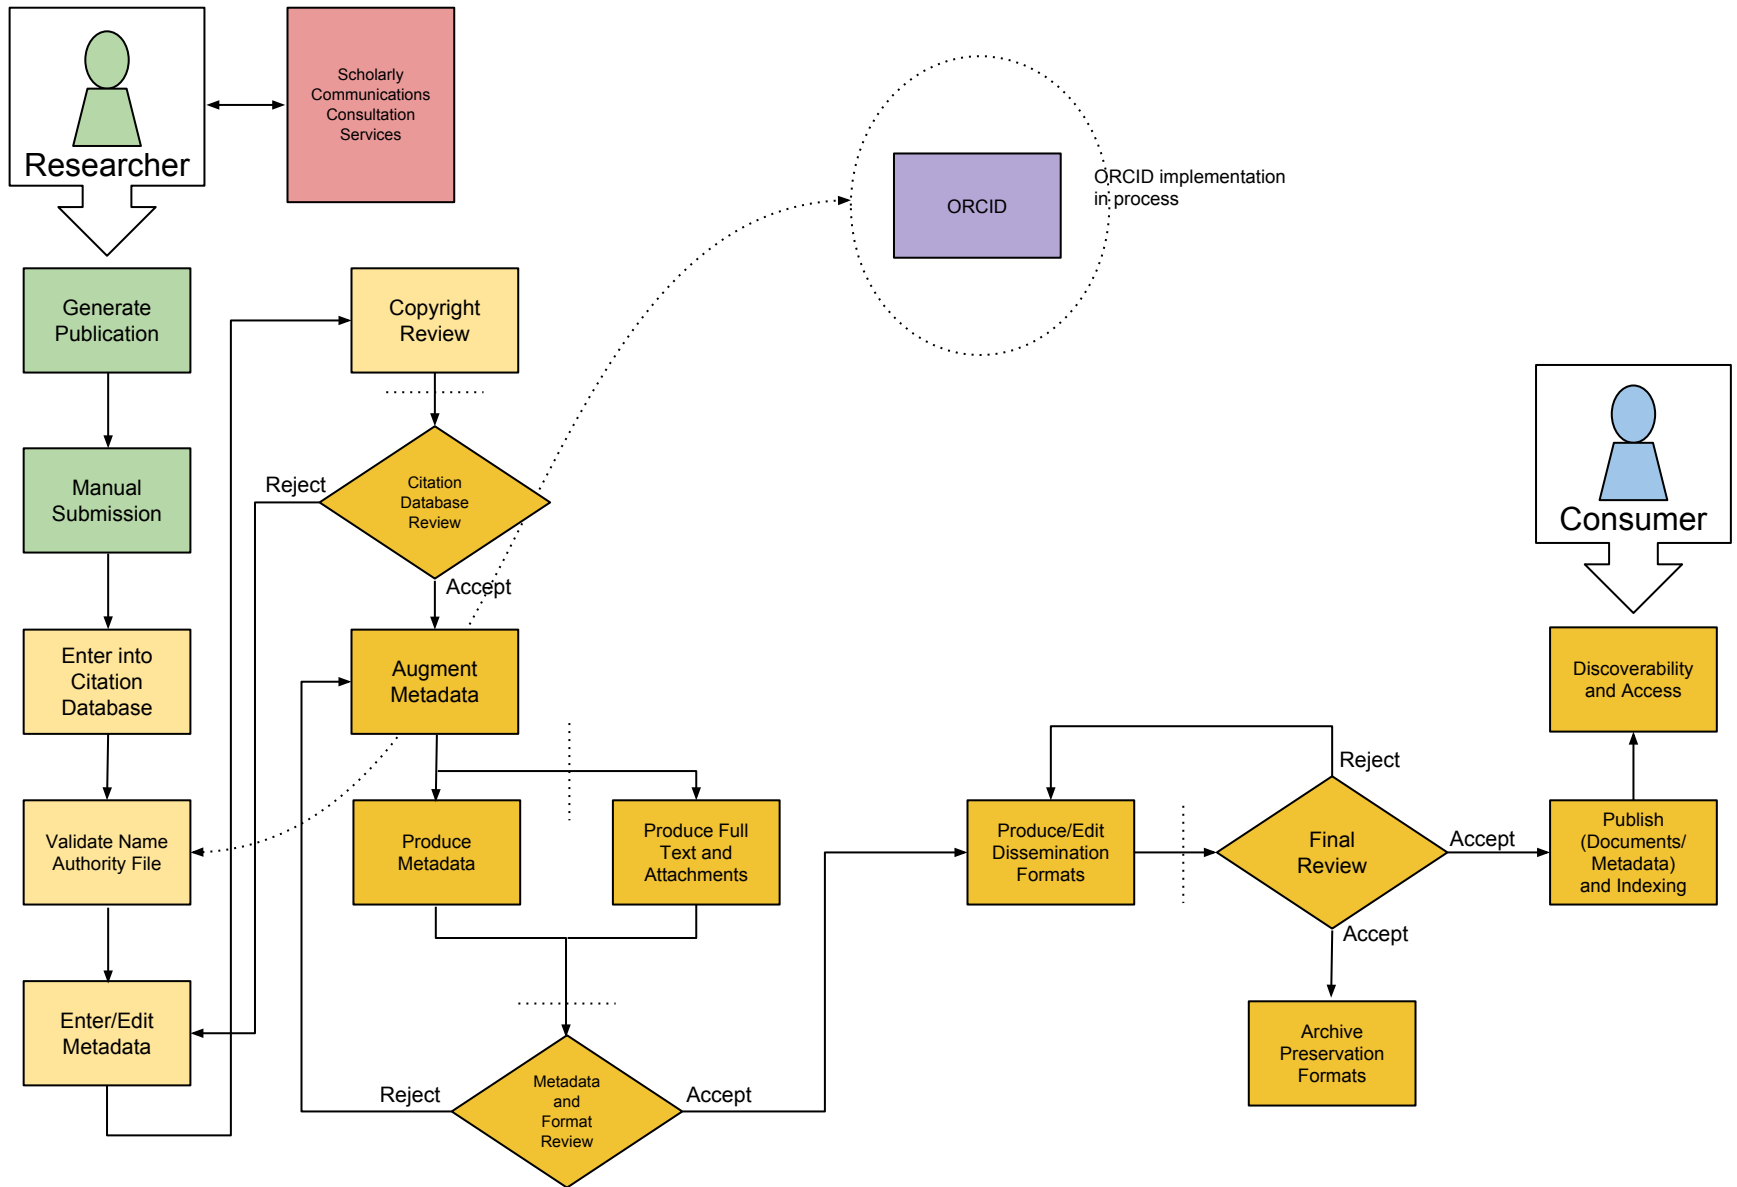 Researcher
Scholarly
Communications
Consultation
Services
ORCID
ORCID implementation
in process
Generate
Publication
Copyright
Review
Manual
Submission
Reject
Citation
Database
Review
Accept
Consumer
Enter into
Citation
Database
Augment
Metadata
Discoverability
and Access
Validate Name
Authority File
Produce
Metadata
Produce Full
Text and
Attachments
Produce/Edit
Dissemination
Formats
Reject
Final
Review
Accept
Accept
Publish
(Documents/
Metadata)
and Indexing
Enter/Edit
Metadata
Archive
Preservation
Formats
Reject
Metadata
and
Format
Review
Accept